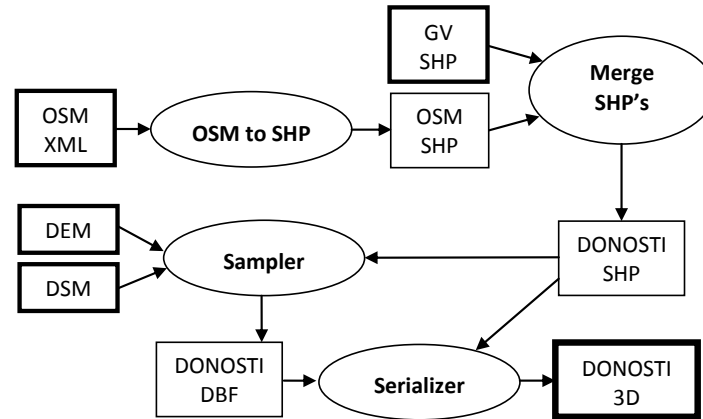 GV
SHP
Merge
SHP's
OSM
XML
OSM to SHP
OSM
SHP
DEM
DSM
Sampler
DONOSTI
SHP
DONOSTI
DBF
Serializer
DONOSTI
3D